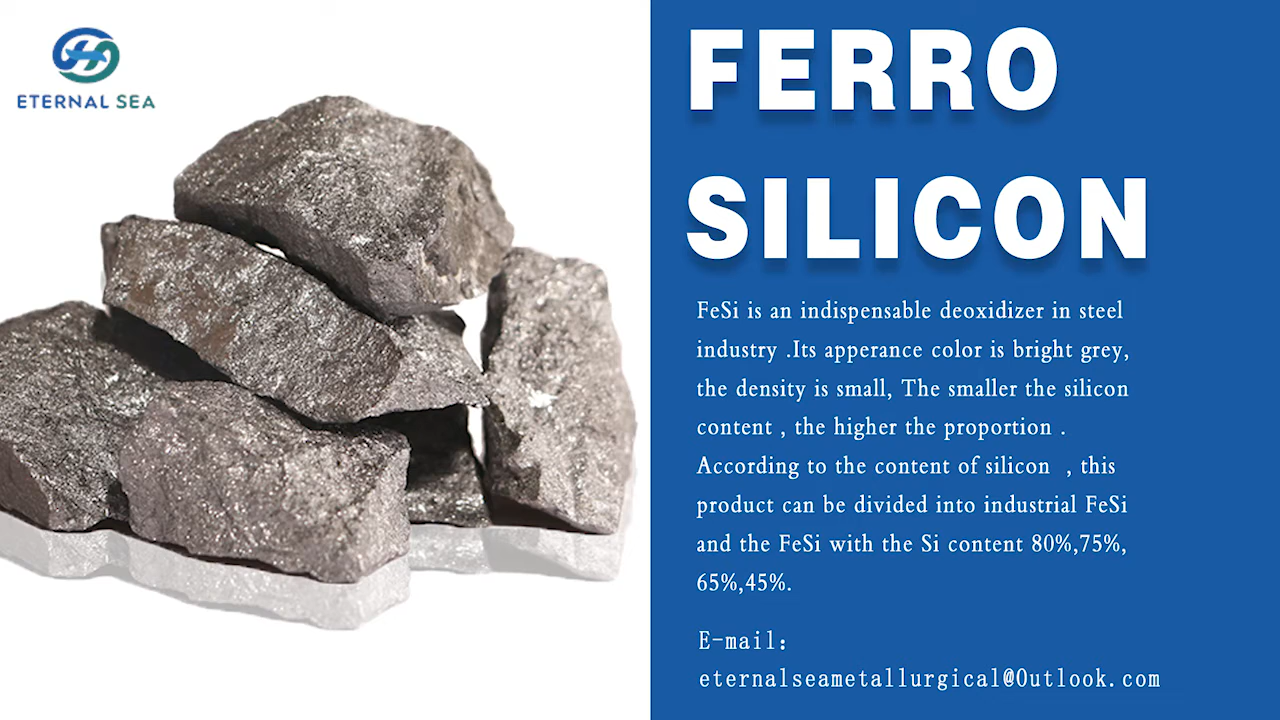 ETERNAL SEA
FERRO
SILICON
FeSi is an indispensable deoxidizer in steel
industry .Its apperance color is bright grey,
the density is small, The smaller the silicon
content , the higher the proportion .
According to the content of silicon  , this
product can be divided into industrial FeSi
and the FeSi with the Si content 80%,75%,
65%,45%.
E-mail:
eternalseametallurgical@Outlook.com